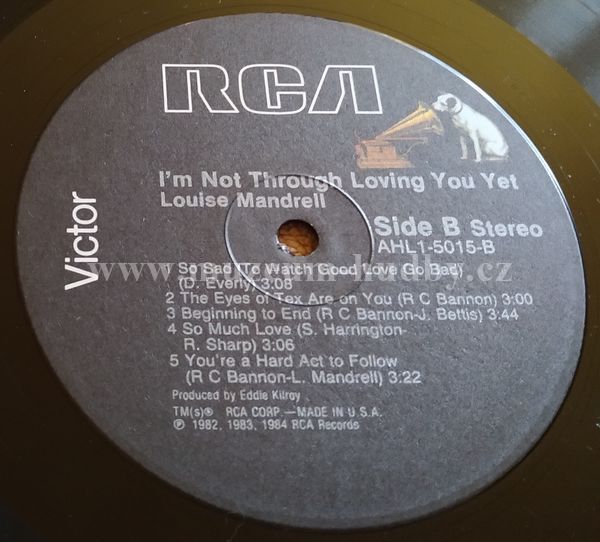 RCA
Victor
I'm Not Through Loving You Yet
Louise Mandrell
Side B Stereo
AHL1-5015-B
So Sad (To Watch Good Love Go Bad)
(D. Everly) 3:08
2 The Eyes of Tex Are on You (R C Bannon) 3:00
3 Beginning to End (R C Bannon-J. Bettis) 3:44
4 So Much Love (S. Harrington-
R. Sharp) 3:06
5 You're a Hard Act to Follow
(R C Bannon-L. Mandrell) 3:22
Produced by Eddie Kilroy
TM(s)® RCA CORP.—MADE IN U.S.A.
℗ 1982, 1983, 1984 RCA Records